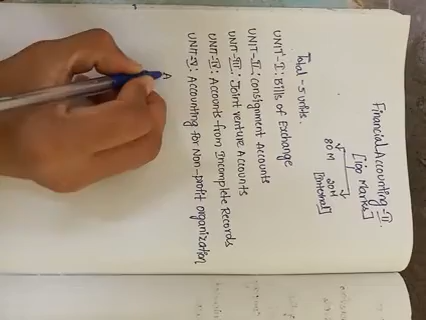 Financial Accounting-II.
[100 Marks]
80 M
20M
[Internal]
Total - 5 units.
UNIT-I: Bills of Exchange
UNIT-II: Consignment Accounts
UNIT-III: Joint venture Accounts
UNIT-IV: Accounts from Incomplete Records
UNIT-V: Accounting for Non-profit organization
A